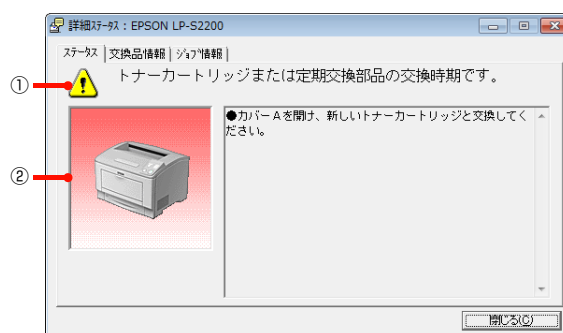 詳細ステータス : EPSON LP-S2200
ステータス 交換品情報 ジョブ情報
① トナーカートリッジまたは定期交換部品の交換時期です。
●カバーAを開け、新しいトナーカートリッジと交換してく
ださい。
②
閉じる(C)